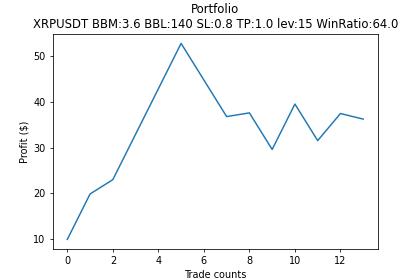 Portfolio
XRPUSDT BBM:3.6 BBL:140 SL:0.8 TP:1.0 lev:15 WinRatio:64.0
50
40
30
20
10
Profit ($)
0 2 4 6 8 10 12
Trade counts